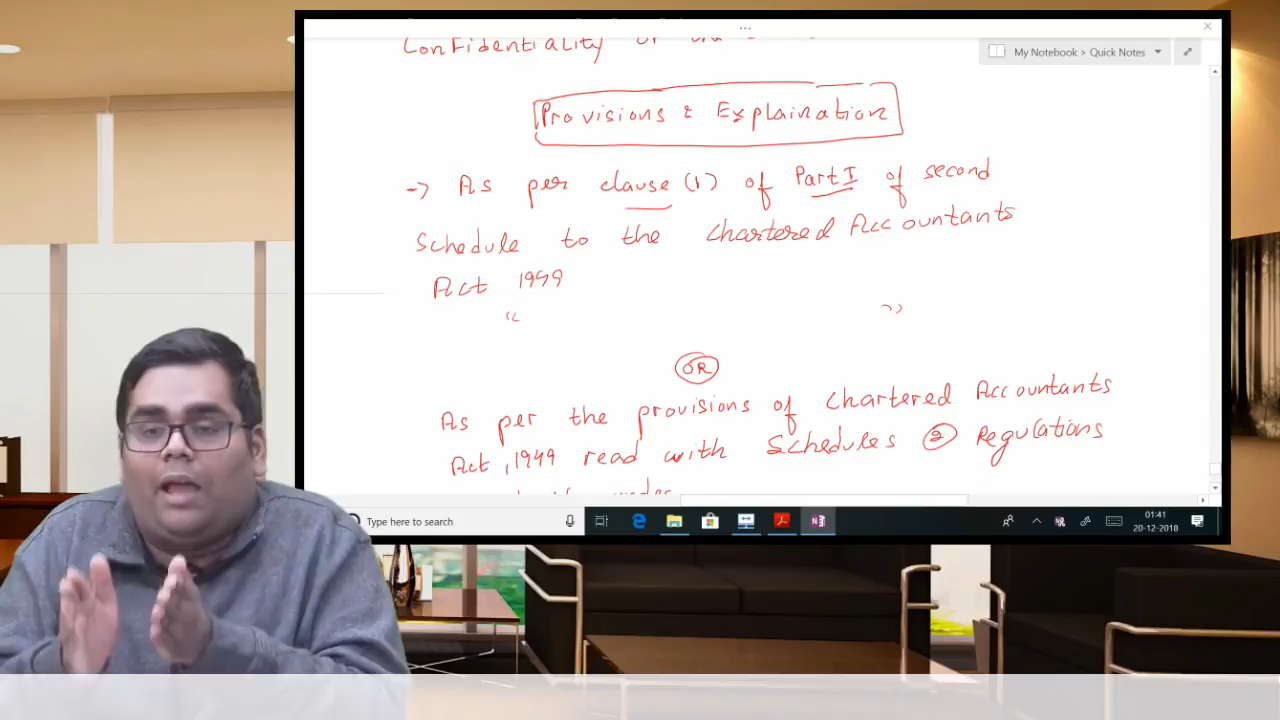 Confidentiality of
My Notebook > Quick Notes
Provisions & Explaination
-> As per clause (1) of Part I of second
Schedule to the Chartered Accountants
Act 1949
“ ”
OR
As per the provisions of Chartered Accountants
Act, 1949 read with Schedules & Regulations
under
Type here to search
01:41
20-12-2018